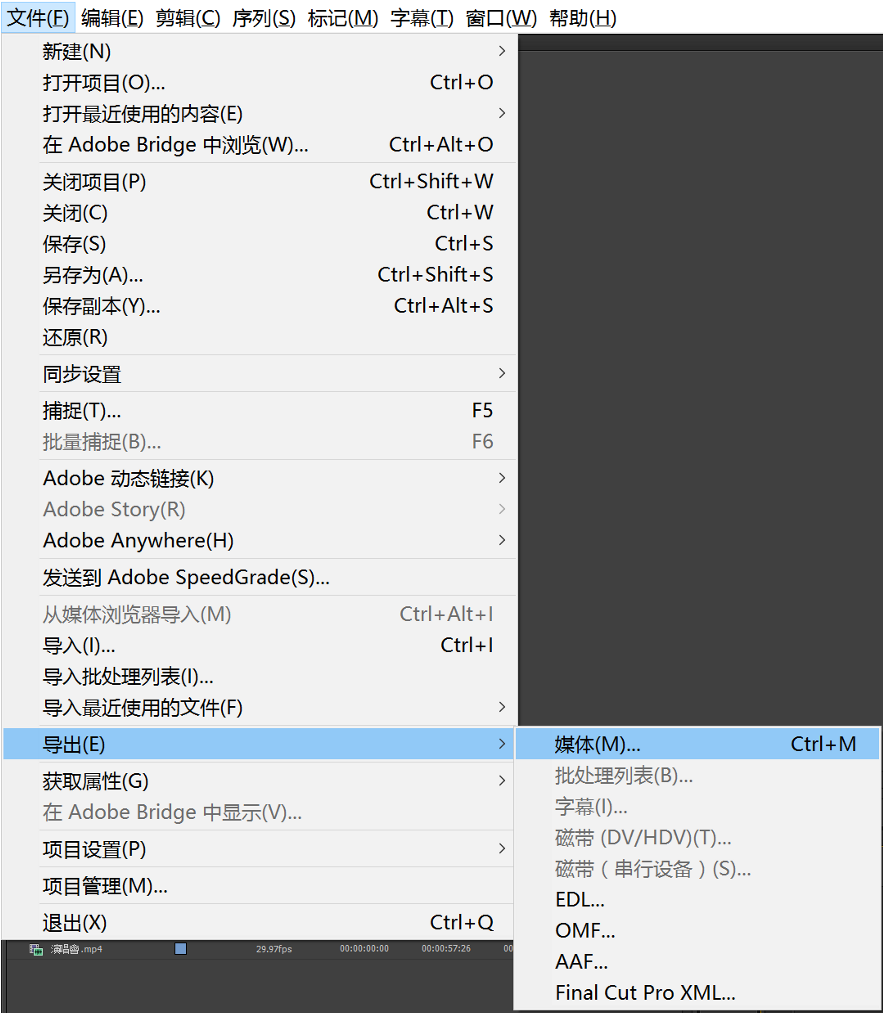 文件(F) 编辑(E) 剪辑(C) 序列(S) 标记(M) 字幕(T) 窗口(W) 帮助(H)
新建(N)
打开项目(O)... Ctrl+O
打开最近使用的内容(E)
在 Adobe Bridge 中浏览(W)... Ctrl+Alt+O
关闭项目(P) Ctrl+Shift+W
关闭(C) Ctrl+W
保存(S) Ctrl+S
另存为(A)... Ctrl+Shift+S
保存副本(Y)... Ctrl+Alt+S
还原(R)
同步设置
捕捉(T)... F5
批量捕捉(B)... F6
Adobe 动态链接(K)
Adobe Story(R)
Adobe Anywhere(H)
发送到 Adobe SpeedGrade(S)...
从媒体浏览器导入(M) Ctrl+Alt+I
导入(I)... Ctrl+I
导入批处理列表(I)...
导入最近使用的文件(F)
导出(E)
获取属性(G)
在 Adobe Bridge 中显示(V)...
项目设置(P)
项目管理(M)...
退出(X) Ctrl+Q
媒体(M)... Ctrl+M
批处理列表(B)...
字幕(I)...
磁带 (DV/HDV)(T)...
磁带（串行设备）(S)...
EDL...
OMF...
AAF...
Final Cut Pro XML...
演唱会.mp4 29.97fps 00:00:00:00 00:00:57:26 00